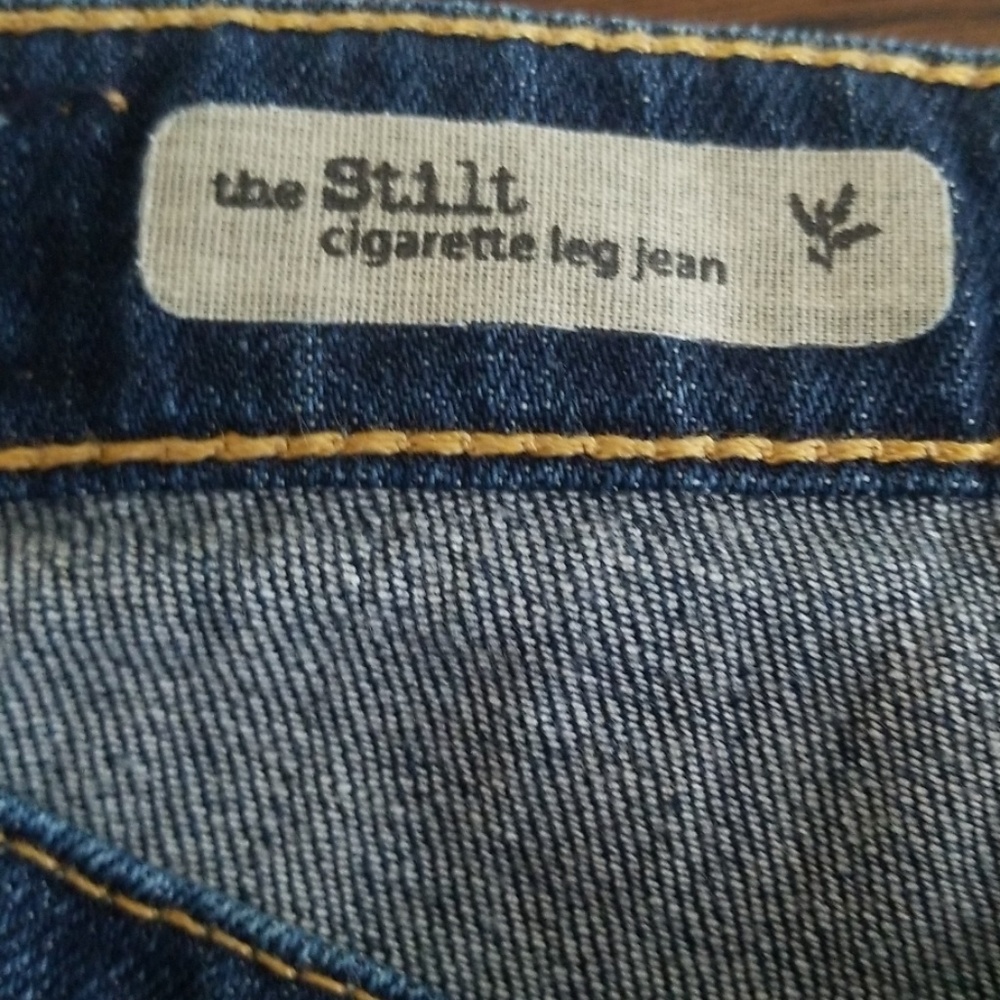 the Stilt
cigarette leg jean